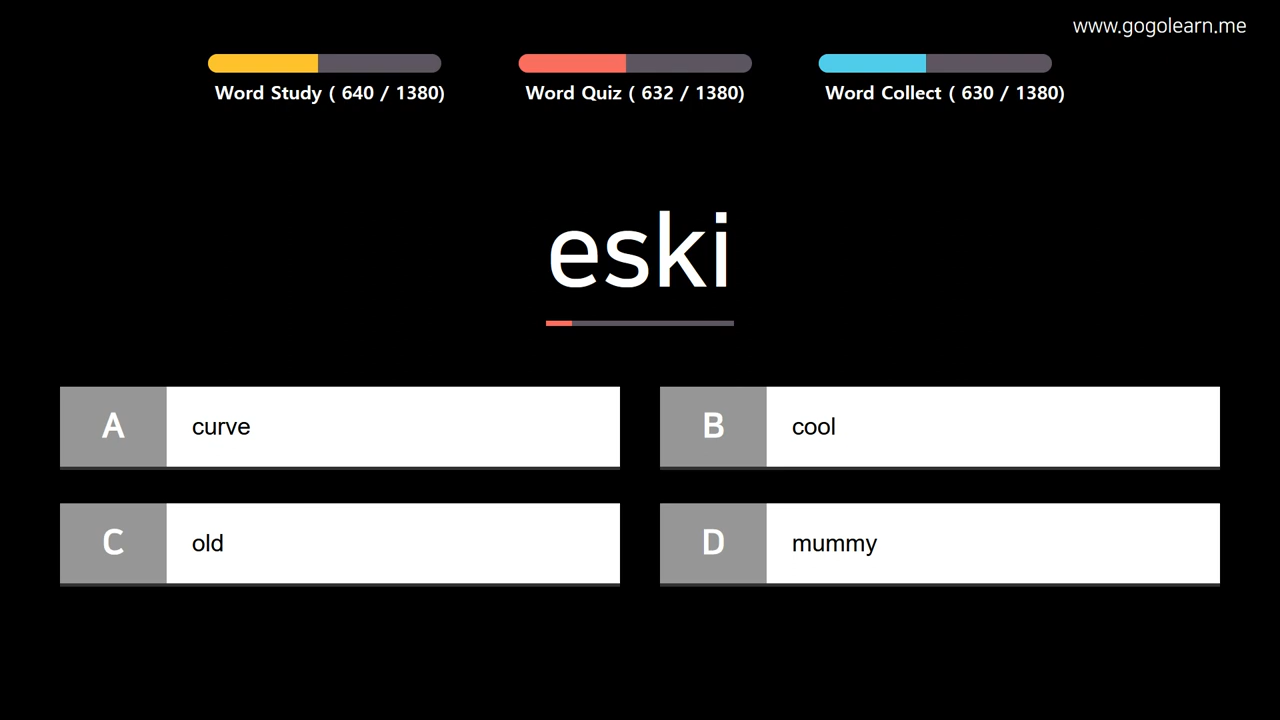 www.gogolearn.me
Word Study ( 640 / 1380)
Word Quiz ( 632 / 1380)
Word Collect ( 630 / 1380)
eski
A curve
B cool
C old
D mummy